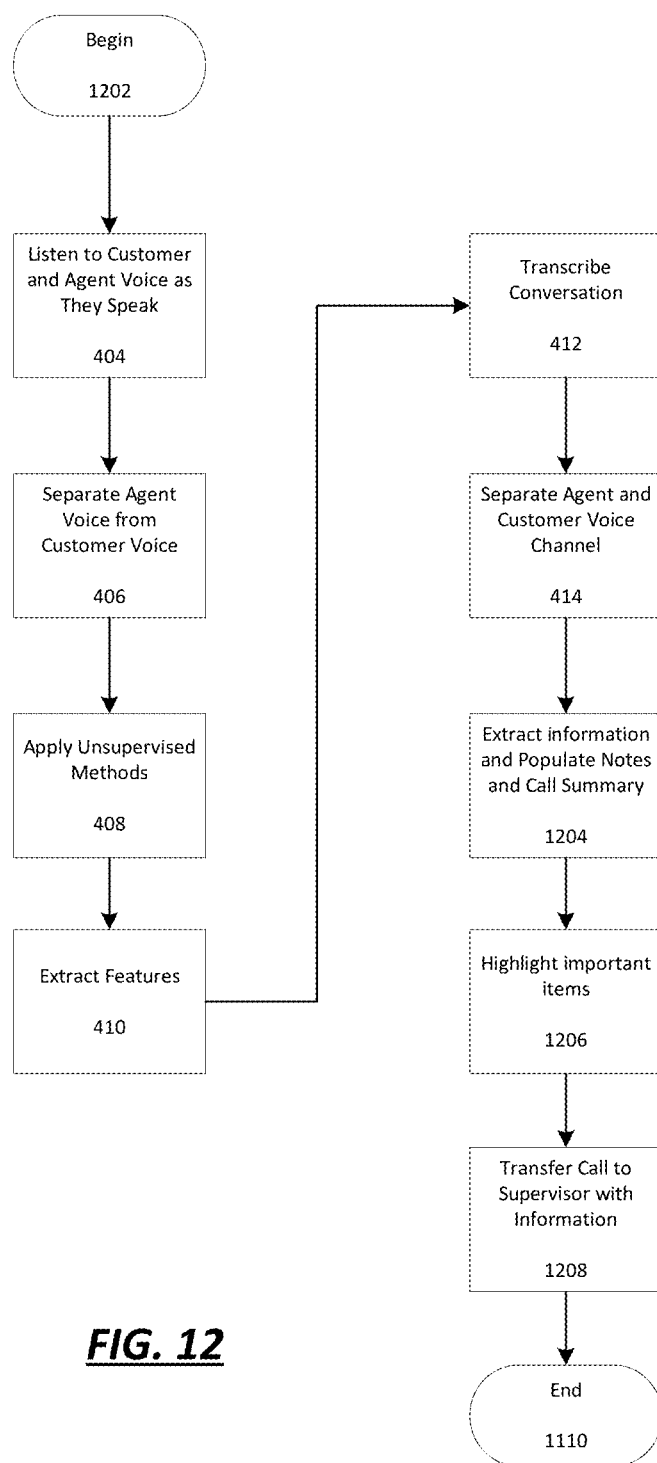 Begin
1202
Listen to Customer
and Agent Voice as
They Speak
404
Separate Agent
Voice from
Customer Voice
406
Apply Unsupervised
Methods
408
Extract Features
410
Transcribe
Conversation
412
Separate Agent and
Customer Voice
Channel
414
Extract information
and Populate Notes
and Call Summary
1204
Highlight important
items
1206
Transfer Call to
Supervisor with
Information
1208
End
1110
FIG. 12